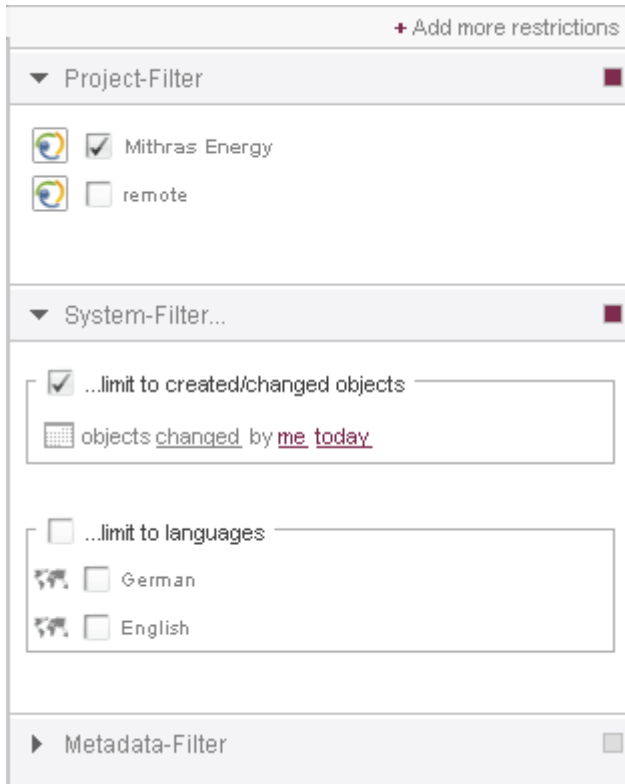 + Add more restrictions
Project-Filter
Mithras Energy
remote
System-Filter...
...limit to created/changed objects
objects changed by me today
...limit to languages
German
English
Metadata-Filter